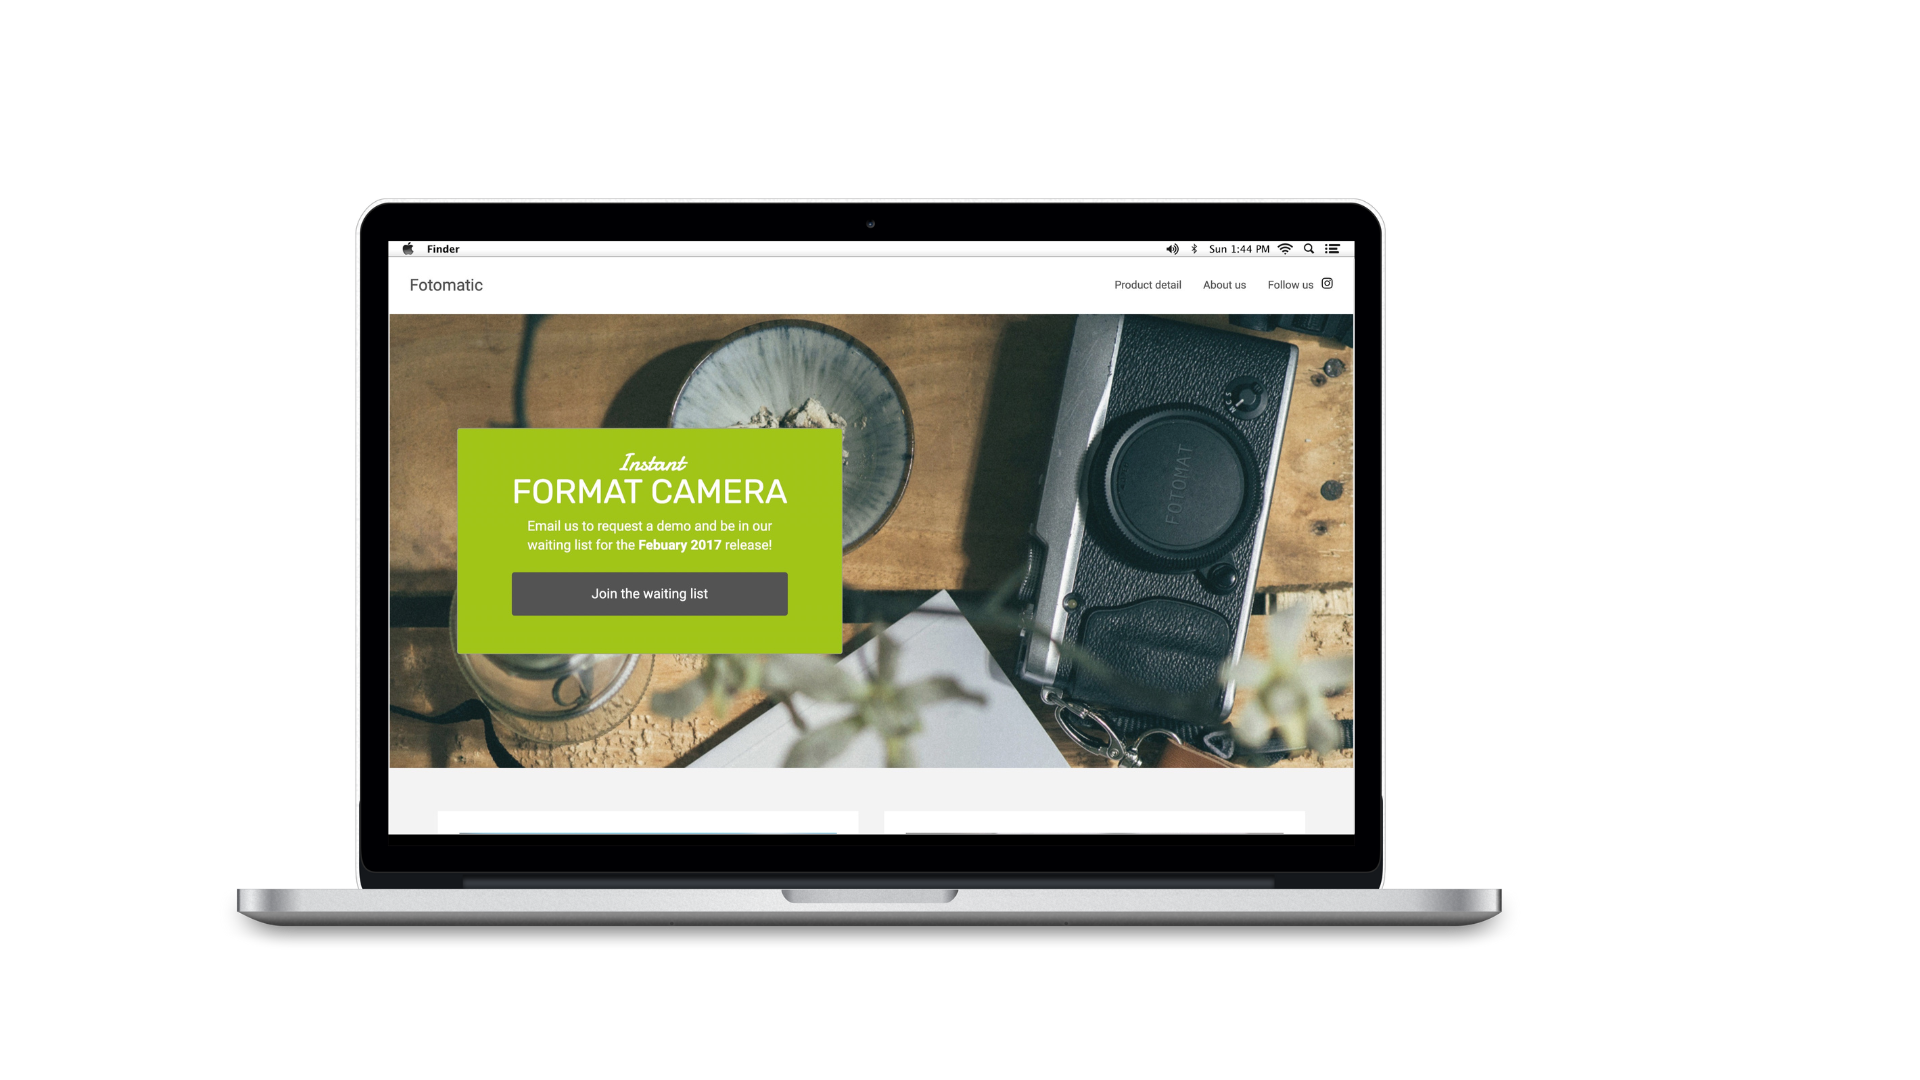 Finder
Sun 1:44 PM
Fotomatic
Product detail About us Follow us
Instant
FORMAT CAMERA
Email us to request a demo and be in our
waiting list for the Febuary 2017 release!
Join the waiting list
FOTOMAT